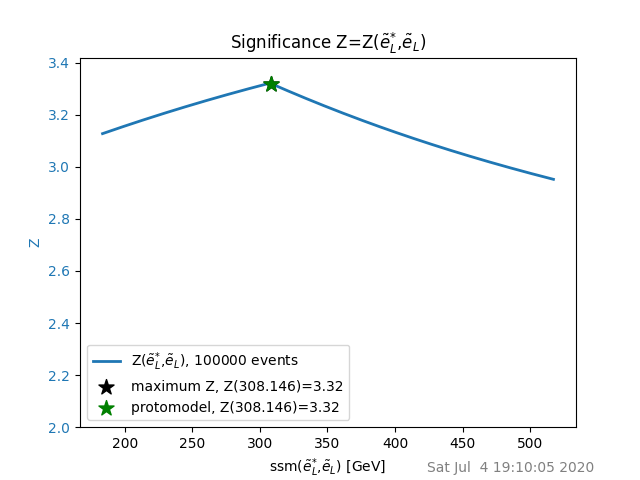 Significance Z=Z(ẽ*L,ẽL)
3.4
3.2
3.0
2.8
2.6
2.4
2.2
2.0
Z
Z(ẽ*L,ẽL), 100000 events
maximum Z, Z(308.146)=3.32
protomodel, Z(308.146)=3.32
200 250 300 350 400 450 500
ssm(ẽ*L,ẽL) [GeV]
Sat Jul 4 19:10:05 2020